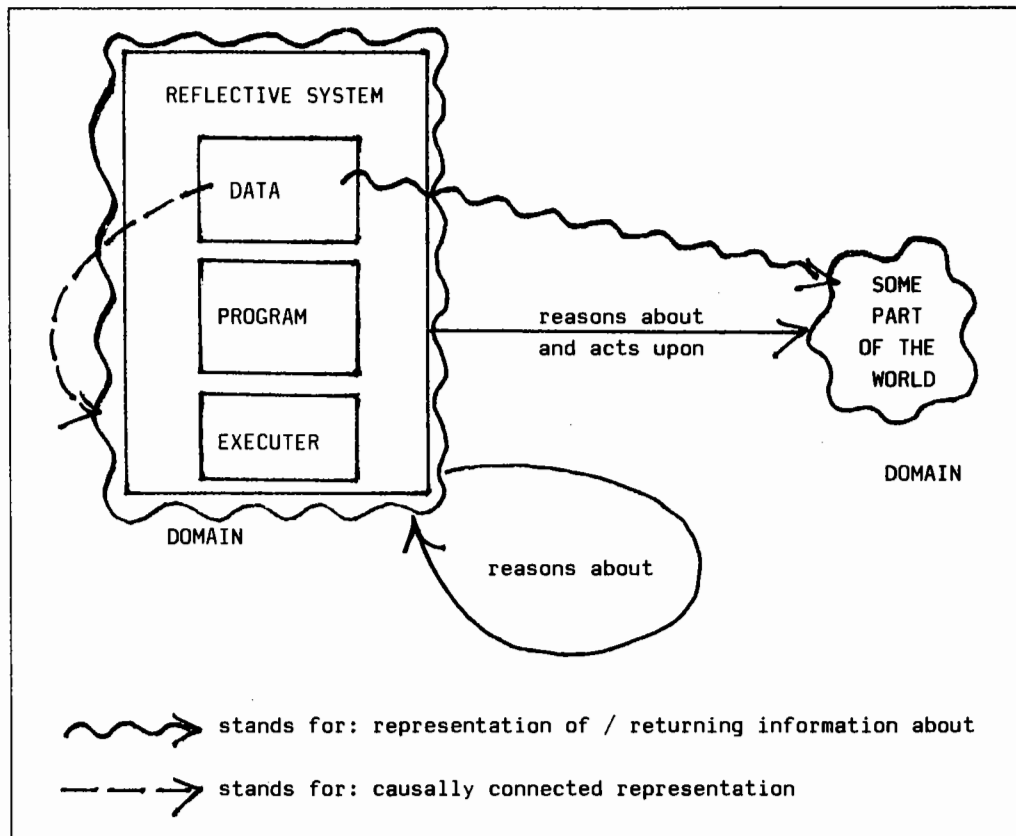 REFLECTIVE SYSTEM
DATA
PROGRAM
EXECUTER
DOMAIN
reasons about
and acts upon
SOME
PART
OF THE
WORLD
DOMAIN
reasons about
stands for: representation of / returning information about
stands for: causally connected representation